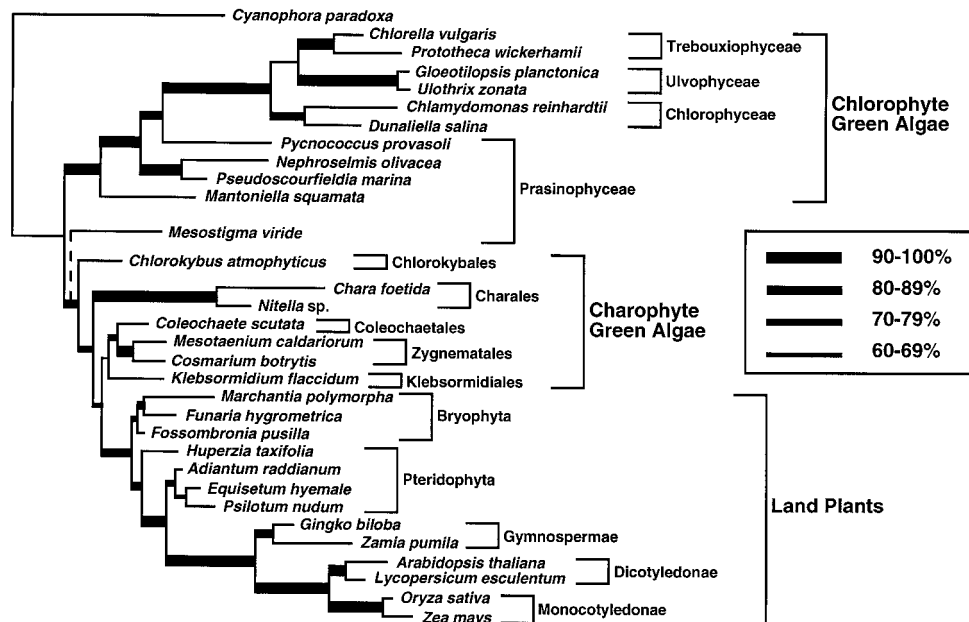 Cyanophora paradoxa
Chlorella vulgaris
Prototheca wickerhamii
Trebouxiophyceae
Gloeotilopsis planctonica
Ulothrix zonata
Ulvophyceae
Chlamydomonas reinhardtii
Dunaliella salina
Chlorophyceae
Chlorophyte
Green Algae
Pycnococcus provasoli
Nephroselmis olivacea
Pseudoscourfieldia marina
Mantoniella squamata
Prasinophyceae
Mesostigma viride
Chlorokybus atmophyticus
Chlorokybales
Chara foetida
Nitella sp.
Charales
Coleochaete scutata
Coleochaetales
Mesotaenium caldariorum
Cosmarium botrytis
Zygnematales
Klebsormidium flaccidum
Klebsormidiales
Charophyte
Green Algae
90-100%
80-89%
70-79%
60-69%
Marchantia polymorpha
Funaria hygrometrica
Fossombronia pusilla
Bryophyta
Huperzia taxifolia
Adiantum raddianum
Equisetum hyemale
Psilotum nudum
Pteridophyta
Gingko biloba
Zamia pumila
Gymnospermae
Arabidopsis thaliana
Lycopersicum esculentum
Dicotyledonae
Oryza sativa
Zea mays
Monocotyledonae
Land Plants